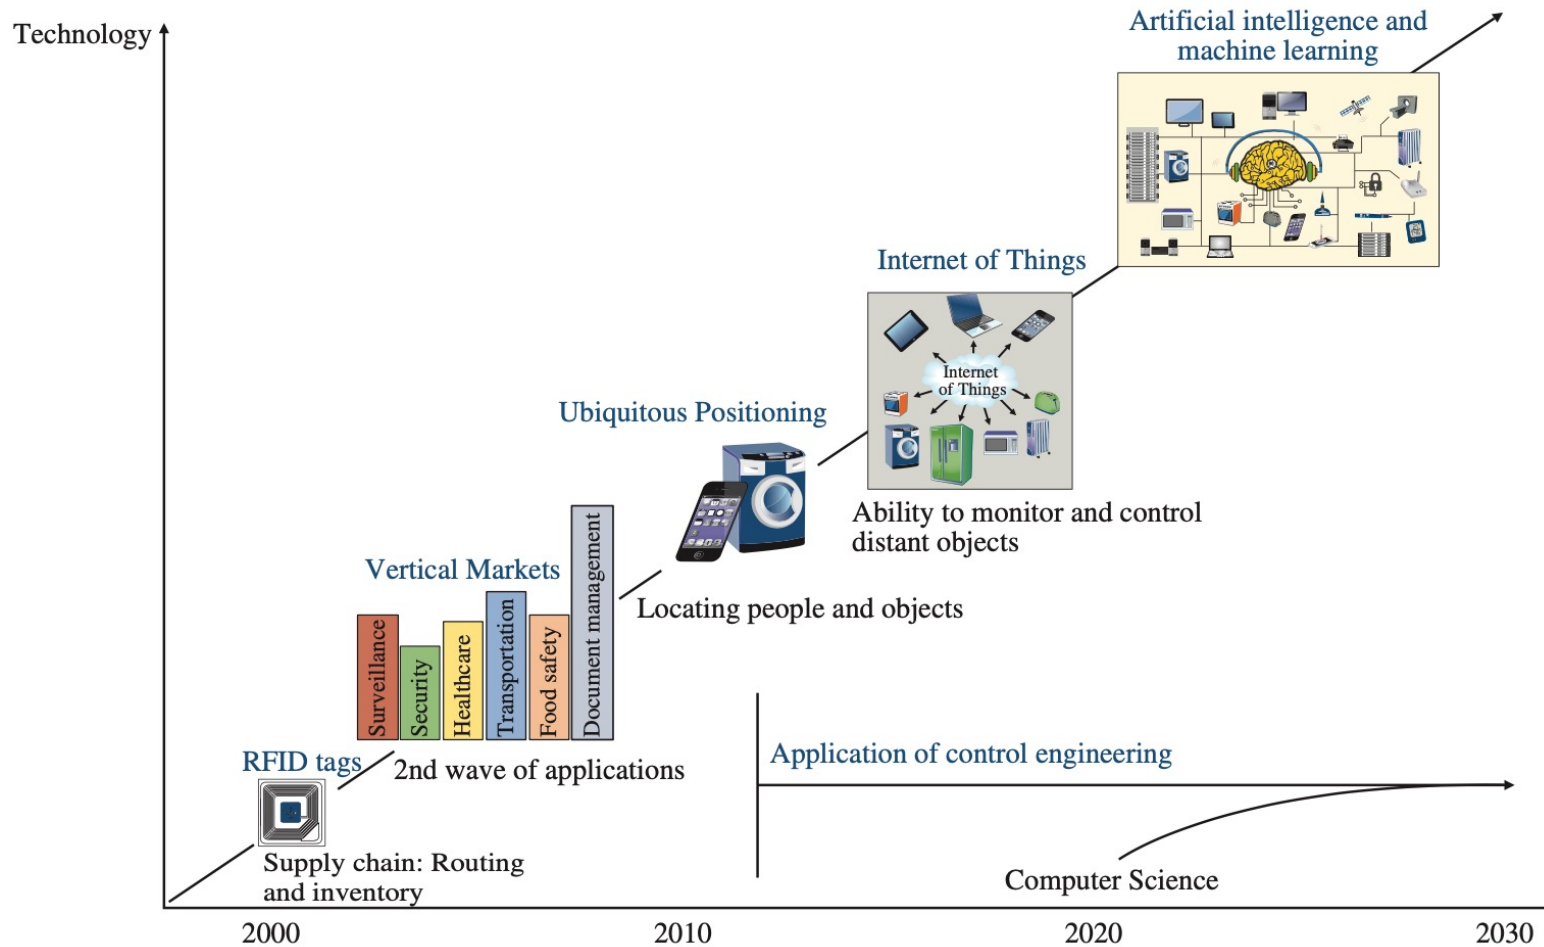 Technology
Artificial intelligence and
machine learning
Internet of Things
Internet
of Things
Ability to monitor and control
distant objects
Ubiquitous Positioning
Locating people and objects
Vertical Markets
Surveillance
Security
Healthcare
Transportation
Food safety
Document management
2nd wave of applications
RFID tags
Supply chain: Routing
and inventory
Application of control engineering
Computer Science
2000
2010
2020
2030